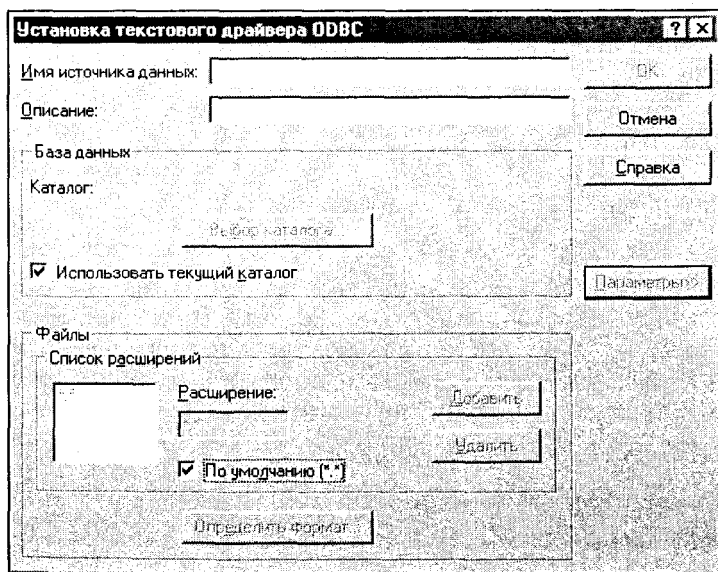 Установка текстового драйвера ODBC
Имя источника данных:
OK
Описание:
Отмена
База данных
Справка
Каталог:
Выбор каталога...
Использовать текущий каталог
Параметры>>
Файлы
Список расширений
*.*
Расширение:
Добавить
Удалить
По умолчанию (*.*)
Определить формат...